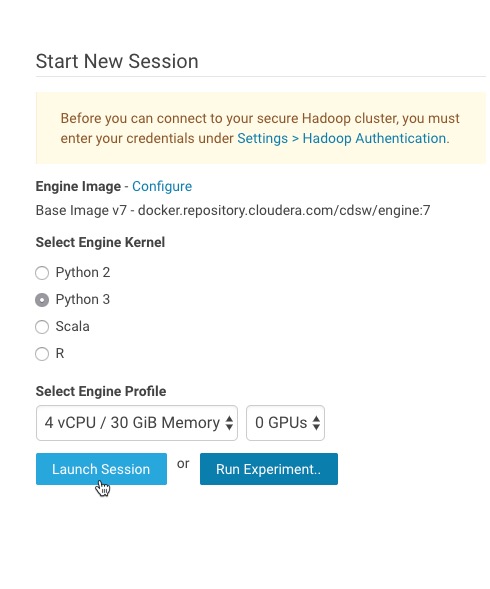 Start New Session
Before you can connect to your secure Hadoop cluster, you must
enter your credentials under Settings > Hadoop Authentication.
Engine Image - Configure
Base Image v7 - docker.repository.cloudera.com/cdsw/engine:7
Select Engine Kernel
Python 2
Python 3
Scala
R
Select Engine Profile
4 vCPU / 30 GiB Memory 0 GPUs
Launch Session or Run Experiment..